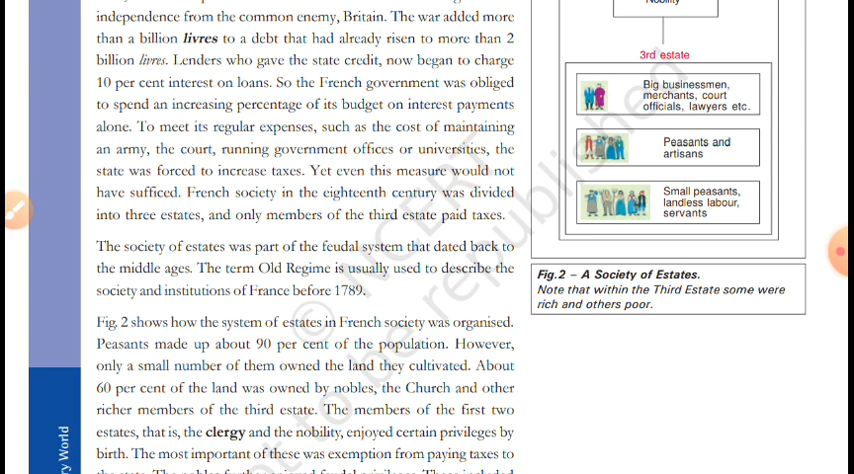 independence from the common enemy, Britain. The war added more
than a billion livres to a debt that had already risen to more than 2
billion livres. Lenders who gave the state credit, now began to charge
10 per cent interest on loans. So the French government was obliged
to spend an increasing percentage of its budget on interest payments
alone. To meet its regular expenses, such as the cost of maintaining
an army, the court, running government offices or universities, the
state was forced to increase taxes. Yet even this measure would not
have sufficed. French society in the eighteenth century was divided
into three estates, and only members of the third estate paid taxes.
The society of estates was part of the feudal system that dated back to
the middle ages. The term Old Regime is usually used to describe the
society and institutions of France before 1789.
Fig. 2 shows how the system of estates in French society was organised.
Peasants made up about 90 per cent of the population. However,
only a small number of them owned the land they cultivated. About
60 per cent of the land was owned by nobles, the Church and other
richer members of the third estate. The members of the first two
estates, that is, the clergy and the nobility, enjoyed certain privileges by
birth. The most important of these was exemption from paying taxes to
Nobility
3rd estate
Big businessmen,
merchants, court
officials, lawyers etc.
Peasants and
artisans
Small peasants,
landless labour,
servants
Fig.2 – A Society of Estates.
Note that within the Third Estate some were
rich and others poor.
World
© NCERT
not to be republished